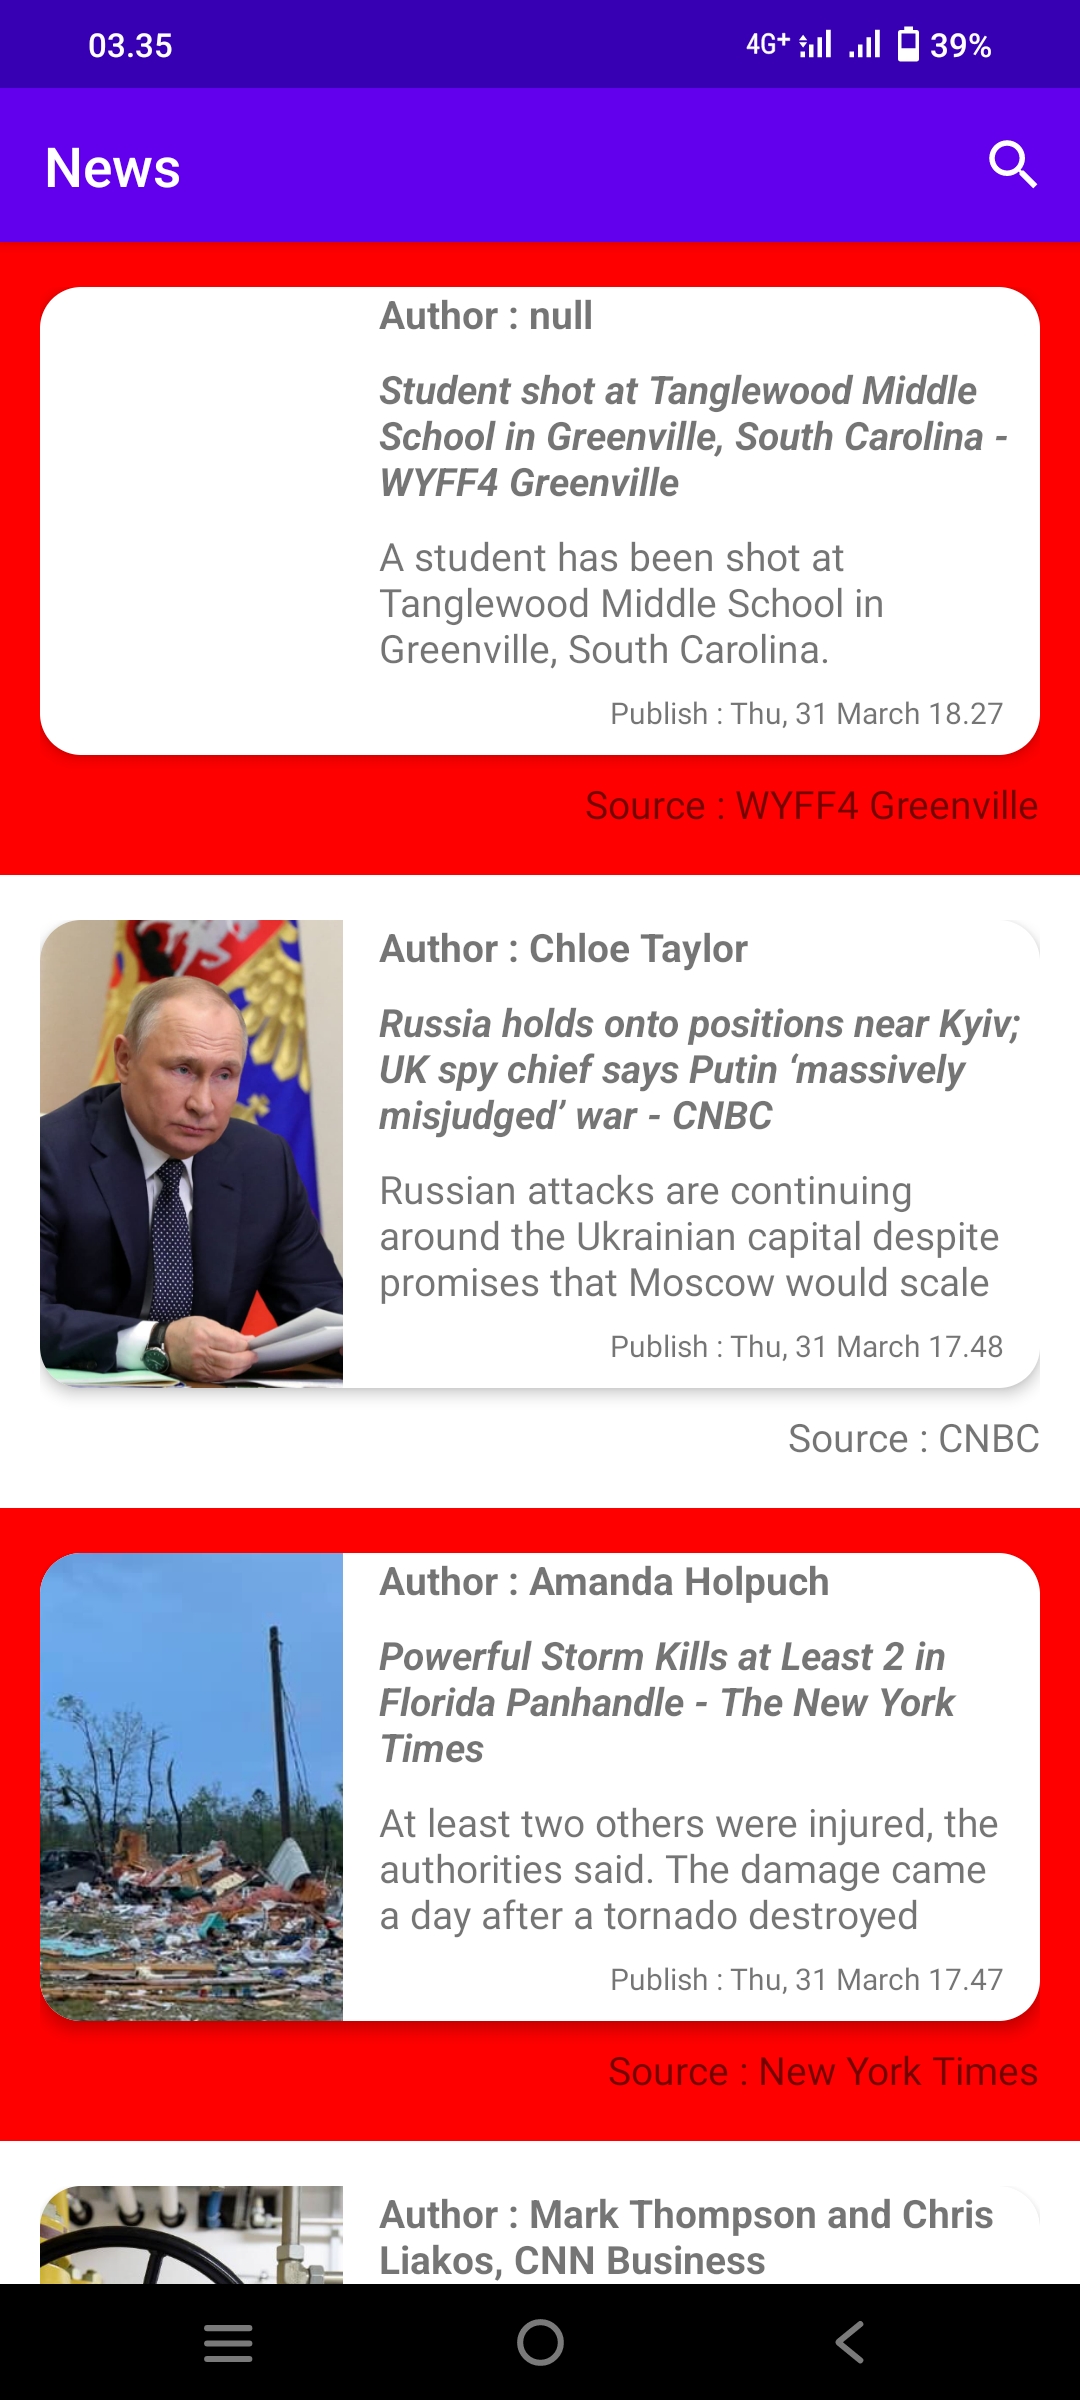 03.35
4G+ 39%
News
Author : null
Student shot at Tanglewood Middle
School in Greenville, South Carolina -
WYFF4 Greenville
A student has been shot at
Tanglewood Middle School in
Greenville, South Carolina.
Publish : Thu, 31 March 18.27
Source : WYFF4 Greenville
Author : Chloe Taylor
Russia holds onto positions near Kyiv;
UK spy chief says Putin ‘massively
misjudged’ war - CNBC
Russian attacks are continuing
around the Ukrainian capital despite
promises that Moscow would scale
Publish : Thu, 31 March 17.48
Source : CNBC
Author : Amanda Holpuch
Powerful Storm Kills at Least 2 in
Florida Panhandle - The New York
Times
At least two others were injured, the
authorities said. The damage came
a day after a tornado destroyed
Publish : Thu, 31 March 17.47
Source : New York Times
Author : Mark Thompson and Chris
Liakos, CNN Business